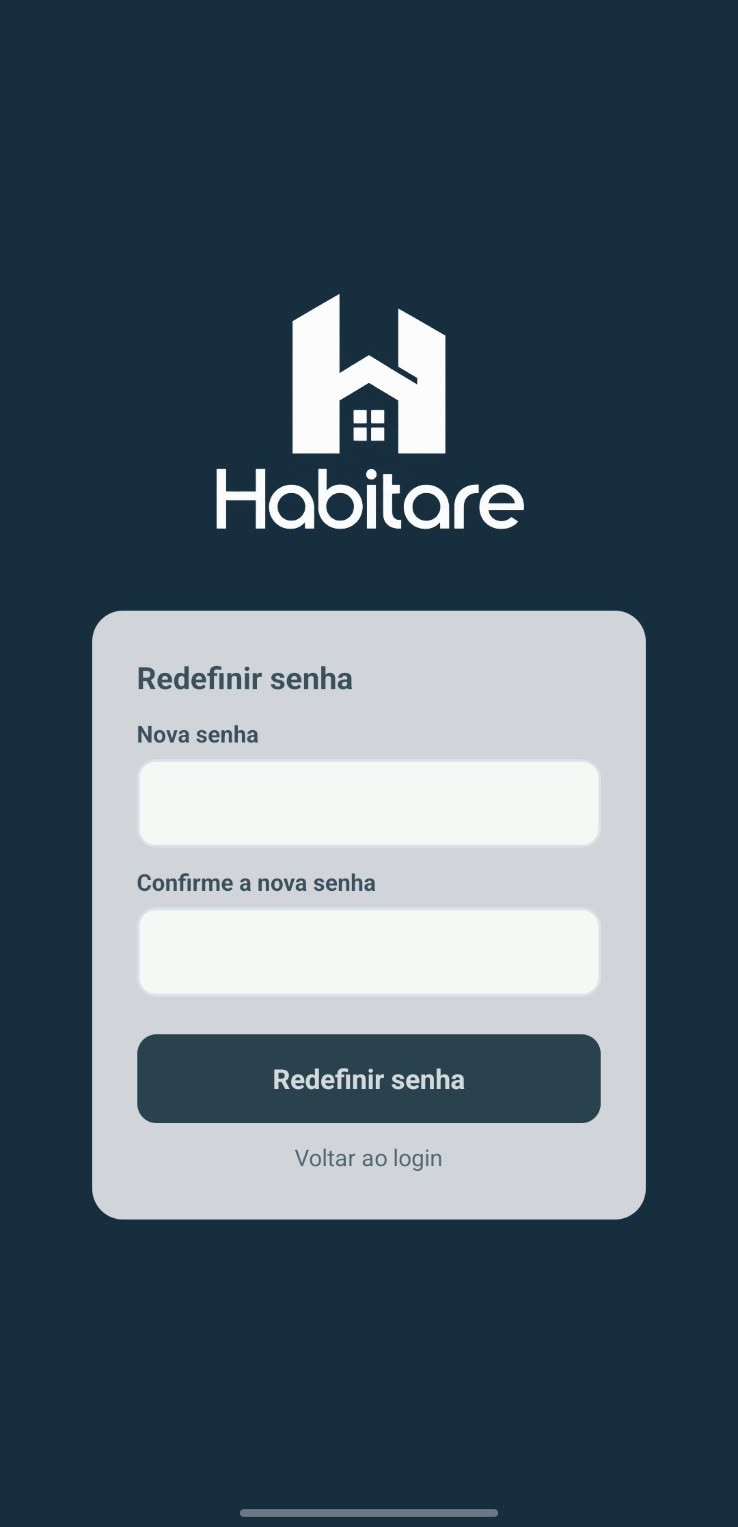 Habitare
Redefinir senha
Nova senha
Confirme a nova senha
Redefinir senha
Voltar ao login